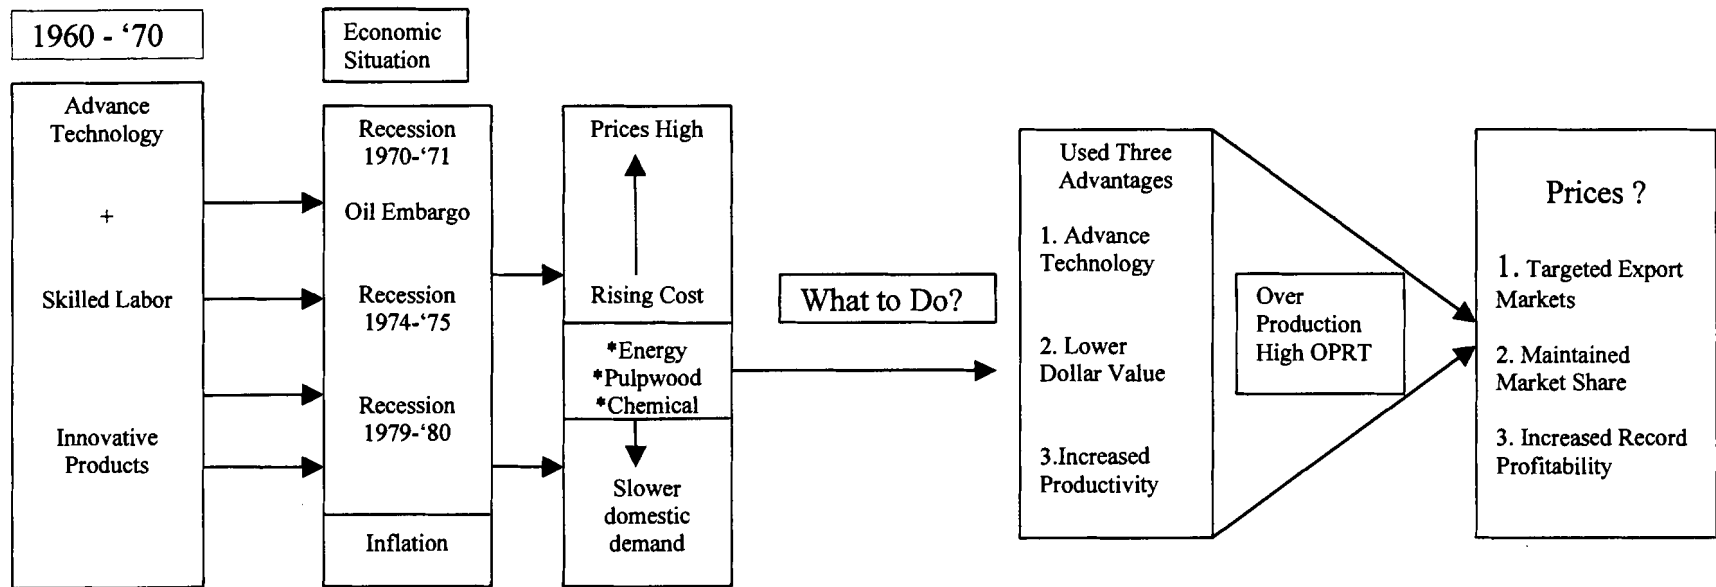 1960 - ‘70
Advance
Technology
+
Skilled Labor
Innovative
Products
Economic
Situation
Recession
1970-‘71
Oil Embargo
Recession
1974-‘75
Recession
1979-‘80
Inflation
Prices High
Rising Cost
*Energy
*Pulpwood
*Chemical
Slower
domestic
demand
What to Do?
Used Three
Advantages
1. Advance
Technology
2. Lower
Dollar Value
3.Increased
Productivity
Over
Production
High OPRT
Prices ?
1. Targeted Export
Markets
2. Maintained
Market Share
3. Increased Record
Profitability